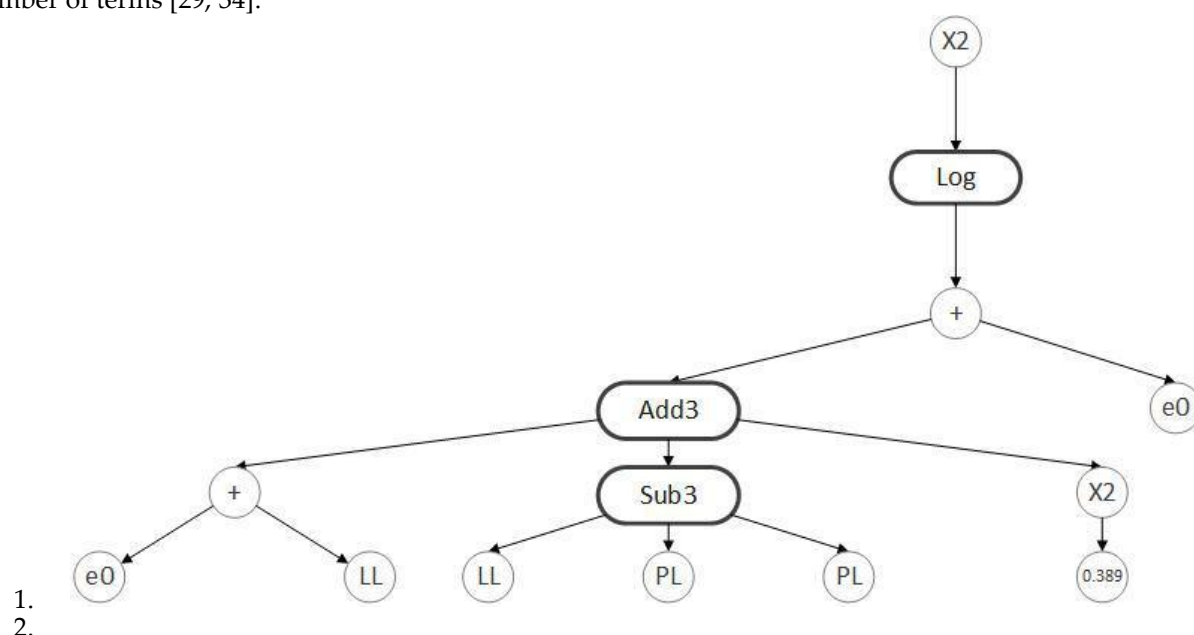 mber of terms [29, 34].
X2
Log
+
Add3 e0
+ Sub3 X2
e0 LL LL PL PL 0.389
1.
2.